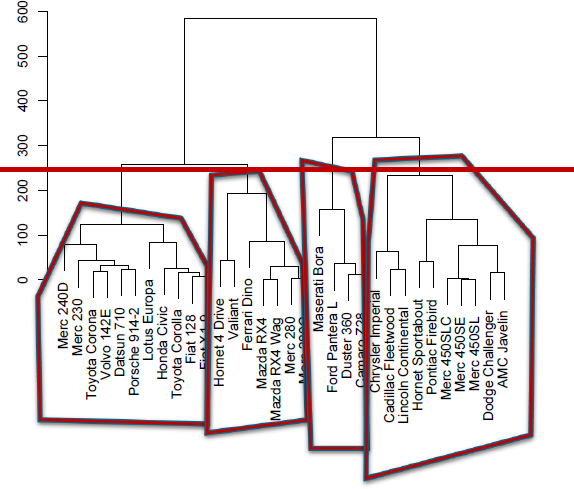 600
500
400
300
200
100
0
Merc 240D
Merc 230
Toyota Corona
Volvo 142E
Datsun 710
Porsche 914-2
Lotus Europa
Honda Civic
Toyota Corolla
Fiat 128
Fiat X1-9
Hornet 4 Drive
Valiant
Ferrari Dino
Mazda RX4
Mazda RX4 Wag
Merc 280
Merc 280C
Maserati Bora
Ford Pantera L
Duster 360
Camaro Z28
Chrysler Imperial
Cadillac Fleetwood
Lincoln Continental
Hornet Sportabout
Pontiac Firebird
Merc 450SLC
Merc 450SE
Merc 450SL
Dodge Challenger
AMC Javelin